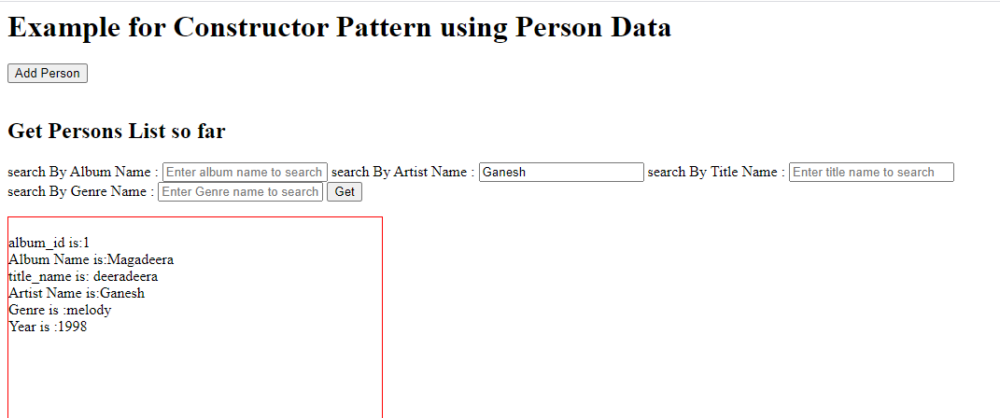 Example for Constructor Pattern using Person Data
Add Person
Get Persons List so far
search By Album Name : Enter album name to search search By Artist Name : Ganesh search By Title Name : Enter title name to search
search By Genre Name : Enter Genre name to search Get
album_id is:1
Album Name is:Magadeera
title_name is: deeradeera
Artist Name is:Ganesh
Genre is :melody
Year is :1998